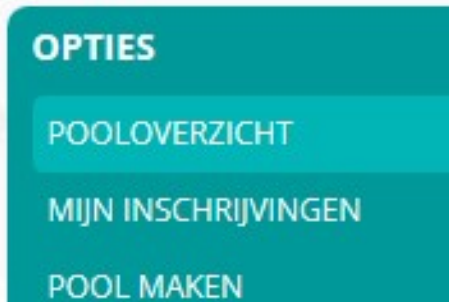 OPTIES
POOLOVERZICHT
MIJN INSCHRIJVINGEN
POOL MAKEN